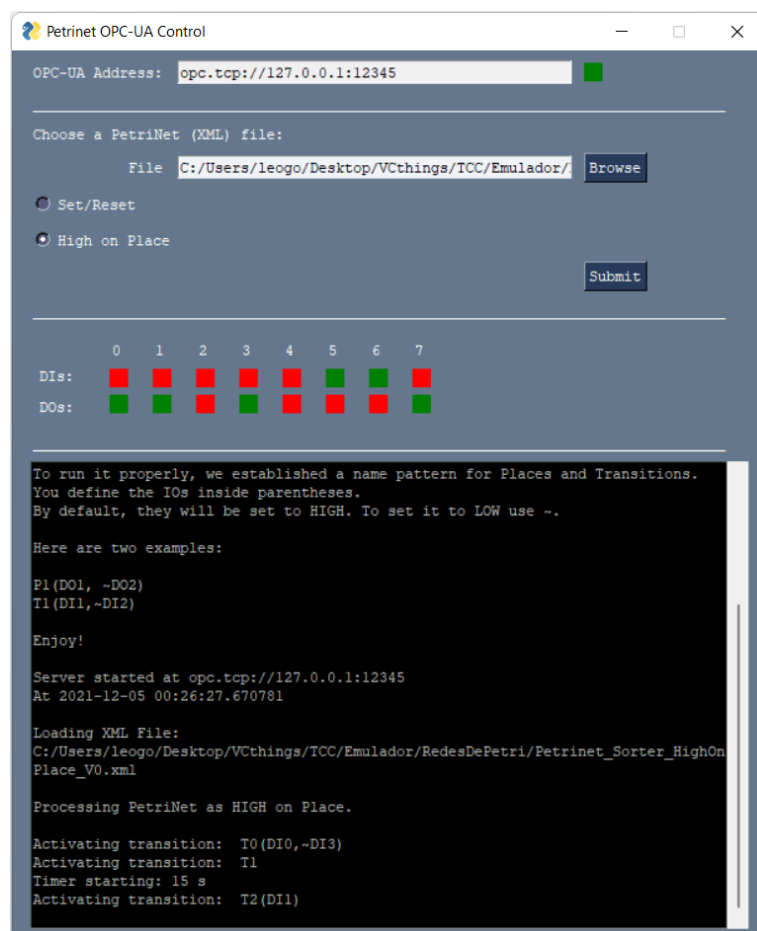 Petrinet OPC-UA Control
OPC-UA Address: opc.tcp://127.0.0.1:12345
Choose a PetriNet (XML) file:
File C:/Users/leogo/Desktop/VCthings/TCC/Emulador/ Browse
Set/Reset
High on Place
Submit
0 1 2 3 4 5 6 7
DIs:
DOs:
To run it properly, we established a name pattern for Places and Transitions.
You define the IOs inside parentheses.
By default, they will be set to HIGH. To set it to LOW use ~.
Here are two examples:
P1(DO1, ~DO2)
T1(DI1,~DI2)
Enjoy!
Server started at opc.tcp://127.0.0.1:12345
At 2021-12-05 00:26:27.670781
Loading XML File:
C:/Users/leogo/Desktop/VCthings/TCC/Emulador/RedesDePetri/Petrinet_Sorter_HighOn
Place_V0.xml
Processing PetriNet as HIGH on Place.
Activating transition:  T0(DI0,~DI3)
Activating transition:  T1
Timer starting: 15 s
Activating transition:  T2(DI1)